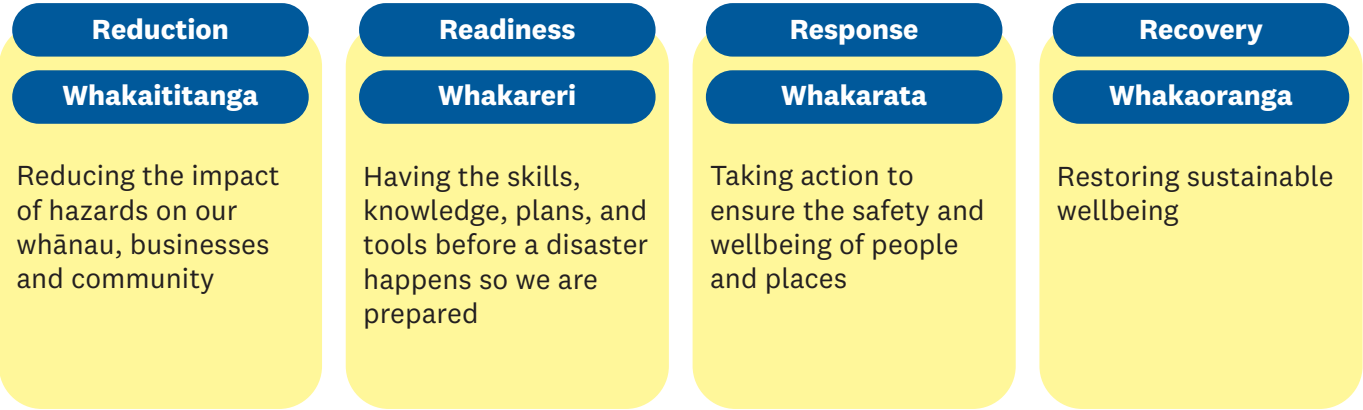 Reduction
Whakaititanga
Reducing the impact
of hazards on our
whānau, businesses
and community
Readiness
Whakareri
Having the skills,
knowledge, plans, and
tools before a disaster
happens so we are
prepared
Response
Whakarata
Taking action to
ensure the safety and
wellbeing of people
and places
Recovery
Whakaoranga
Restoring sustainable
wellbeing